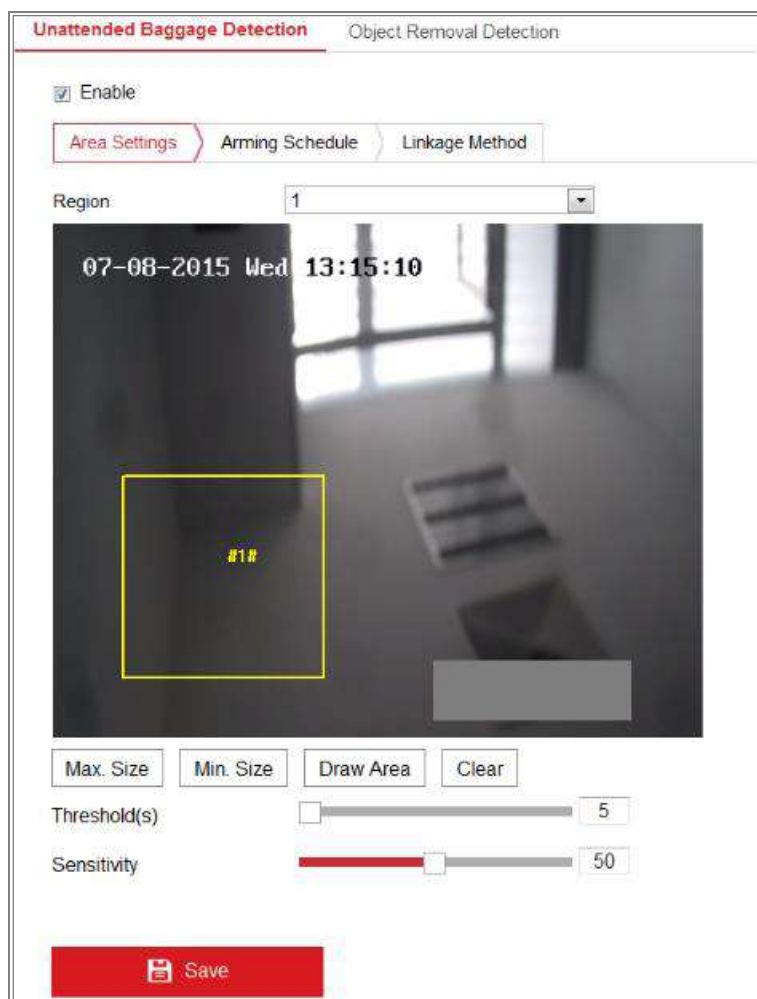 Unattended Baggage Detection Object Removal Detection
Enable
Area Settings Arming Schedule Linkage Method
Region 1
07-08-2015 Wed 13:15:10
#1#
Max. Size Min. Size Draw Area Clear
Threshold(s) 5
Sensitivity 50
Save